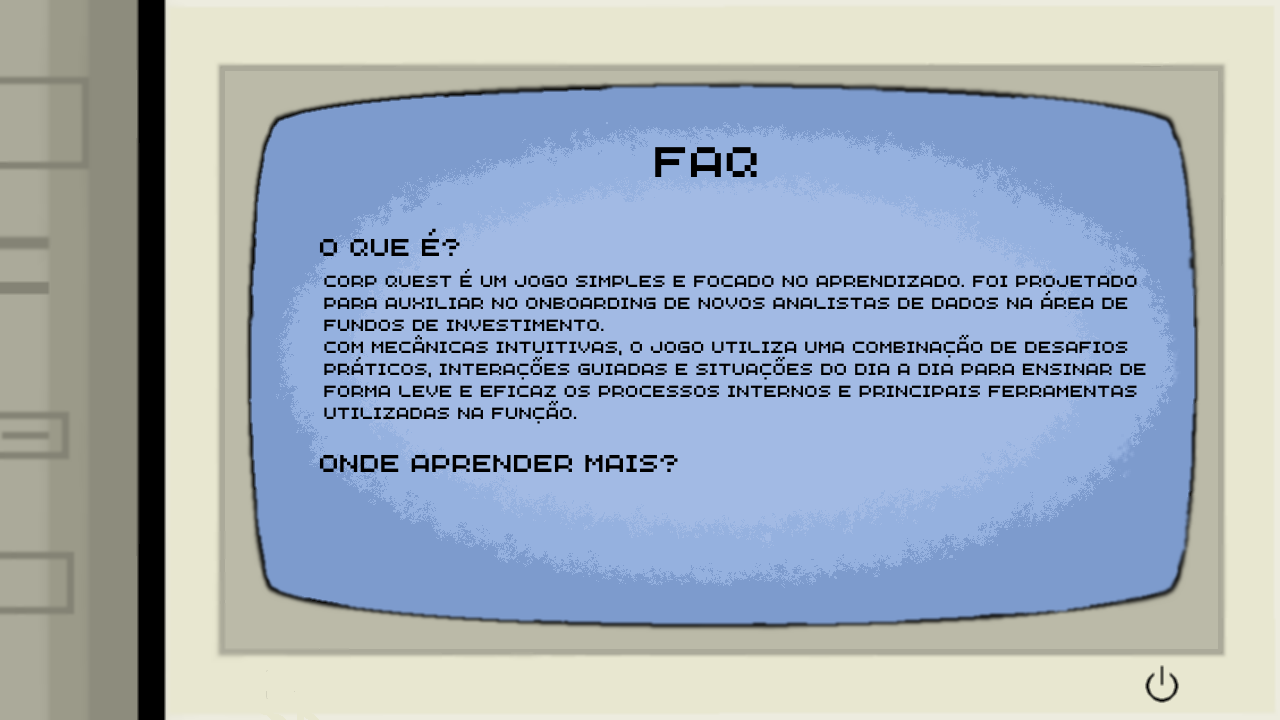 FAQ
O QUE É?
CORP QUEST É UM JOGO SIMPLES E FOCADO NO APRENDIZADO. FOI PROJETADO
PARA AUXILIAR NO ONBOARDING DE NOVOS ANALISTAS DE DADOS NA ÁREA DE
FUNDOS DE INVESTIMENTO.
COM MECÂNICAS INTUITIVAS, O JOGO UTILIZA UMA COMBINAÇÃO DE DESAFIOS
PRÁTICOS, INTERAÇÕES GUIADAS E SITUAÇÕES DO DIA A DIA PARA ENSINAR DE
FORMA LEVE E EFICAZ OS PROCESSOS INTERNOS E PRINCIPAIS FERRAMENTAS
UTILIZADAS NA FUNÇÃO.
ONDE APRENDER MAIS?